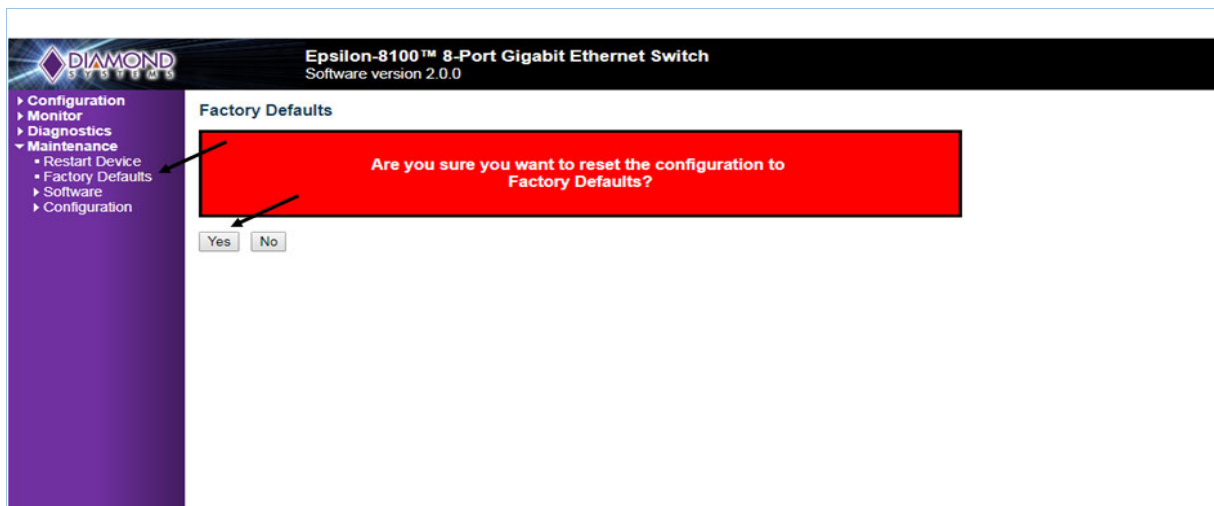 DIAMOND
SYSTEMS
Epsilon-8100™ 8-Port Gigabit Ethernet Switch
Software version 2.0.0
Configuration
Monitor
Diagnostics
Maintenance
Restart Device
Factory Defaults
Software
Configuration
Factory Defaults
Are you sure you want to reset the configuration to
Factory Defaults?
Yes No